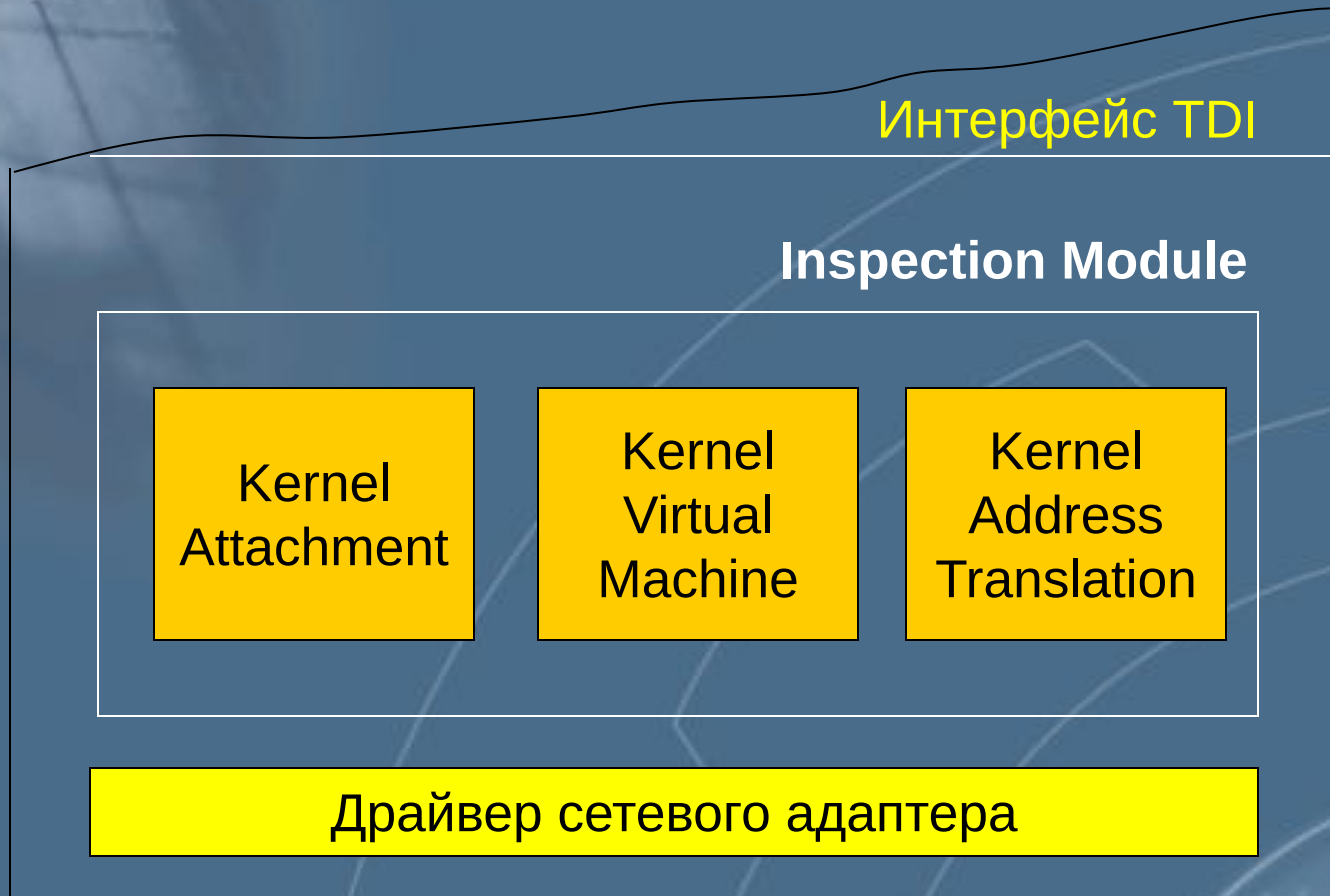 Интерфейс TDI
Inspection Module
Kernel
Attachment
Kernel
Virtual
Machine
Kernel
Address
Translation
Драйвер сетевого адаптера